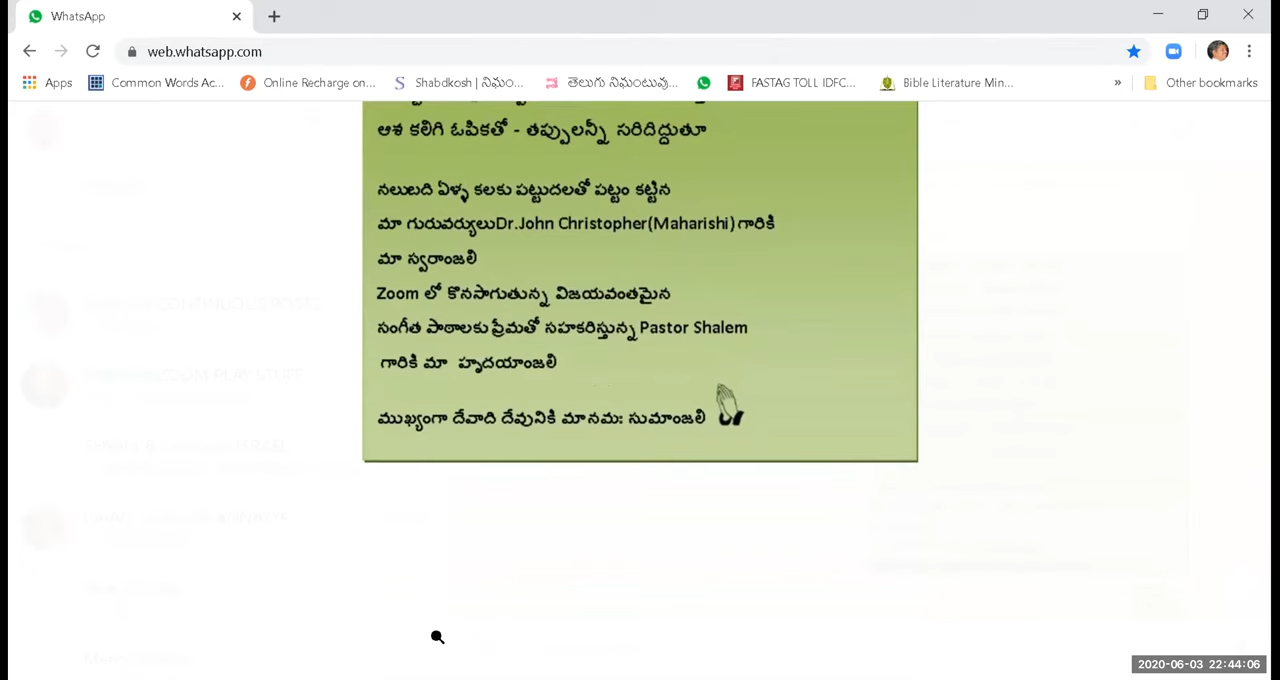 WhatsApp
web.whatsapp.com
Apps Common Words Ac... Online Recharge on... Shabdkosh | నిఘం... తెలుగు నిఘంటువు... FASTAG TOLL IDFC... Bible Literature Min... » Other bookmarks
ఆశ కలిగి ఓపికతో - తప్పులన్నీ సరిదిద్దుతూ
నలుబది ఏళ్ళ కలకు పట్టుదలతో పట్టం కట్టిన
మా గురువర్యులుDr.John Christopher(Maharishi)గారికి
మా స్వరాంజలి
Zoom లో కొనసాగుతున్న విజయవంతమైన
సంగీత పాఠాలకు ప్రేమతో సహకరిస్తున్న Pastor Shalem
గారికి మా హృదయాంజలి
ముఖ్యంగా దేవాది దేవునికి మా నమః సుమాంజలి
2020-06-03 22:44:06